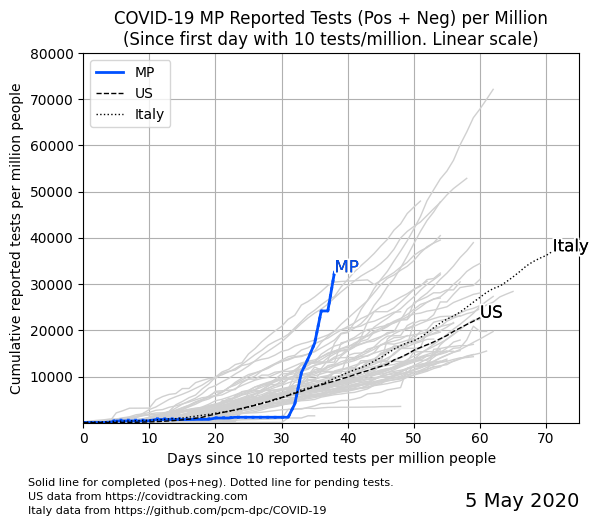 COVID-19 MP Reported Tests (Pos + Neg) per Million
(Since first day with 10 tests/million. Linear scale)
80000
70000
60000
50000
40000
30000
20000
10000
Cumulative reported tests per million people
MP
US
Italy
MP
Italy
US
0 10 20 30 40 50 60 70
Days since 10 reported tests per million people
Solid line for completed (pos+neg). Dotted line for pending tests.
US data from https://covidtracking.com
Italy data from https://github.com/pcm-dpc/COVID-19
5 May 2020